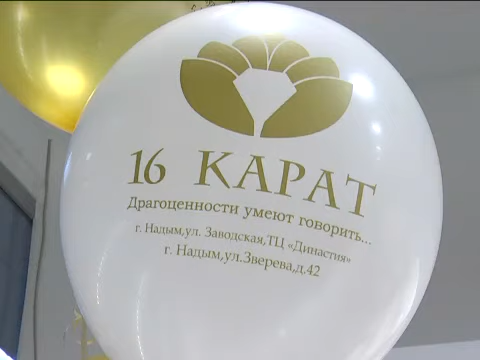 16 КАРАТ
Драгоценности умеют говорить...
г. Надым,ул. Заводская,ТЦ «Династия»
г. Надым,ул.Зверева,д.42